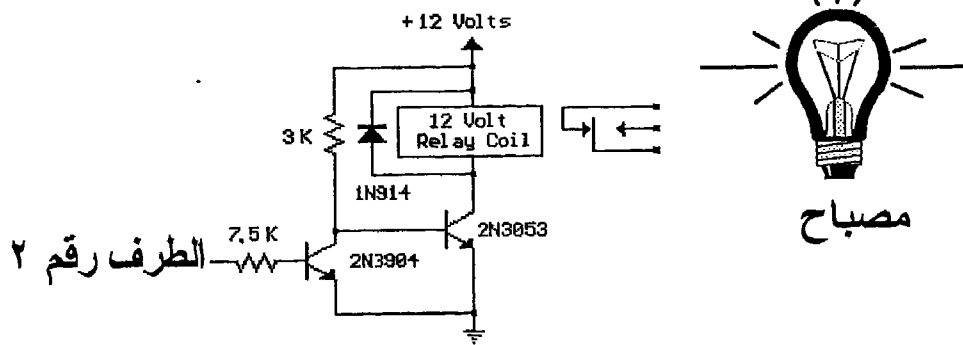 +12 Volts
3K
12 Volt
Relay Coil
1N914
7.5K
2N3053
2N3904
الطرف رقم ٢
مصباح